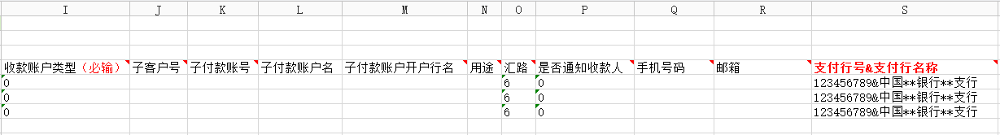 I J K L M N O P Q R S
收款账户类型（必输） 子客户号 子付款账号 子付款账户名 子付款账户开户行名 用途 汇路 是否通知收款人 手机号码 邮箱 支付行号&支付行名称
0 6 0 123456789&中国**银行**支行
0 6 0 123456789&中国**银行**支行
0 6 0 123456789&中国**银行**支行